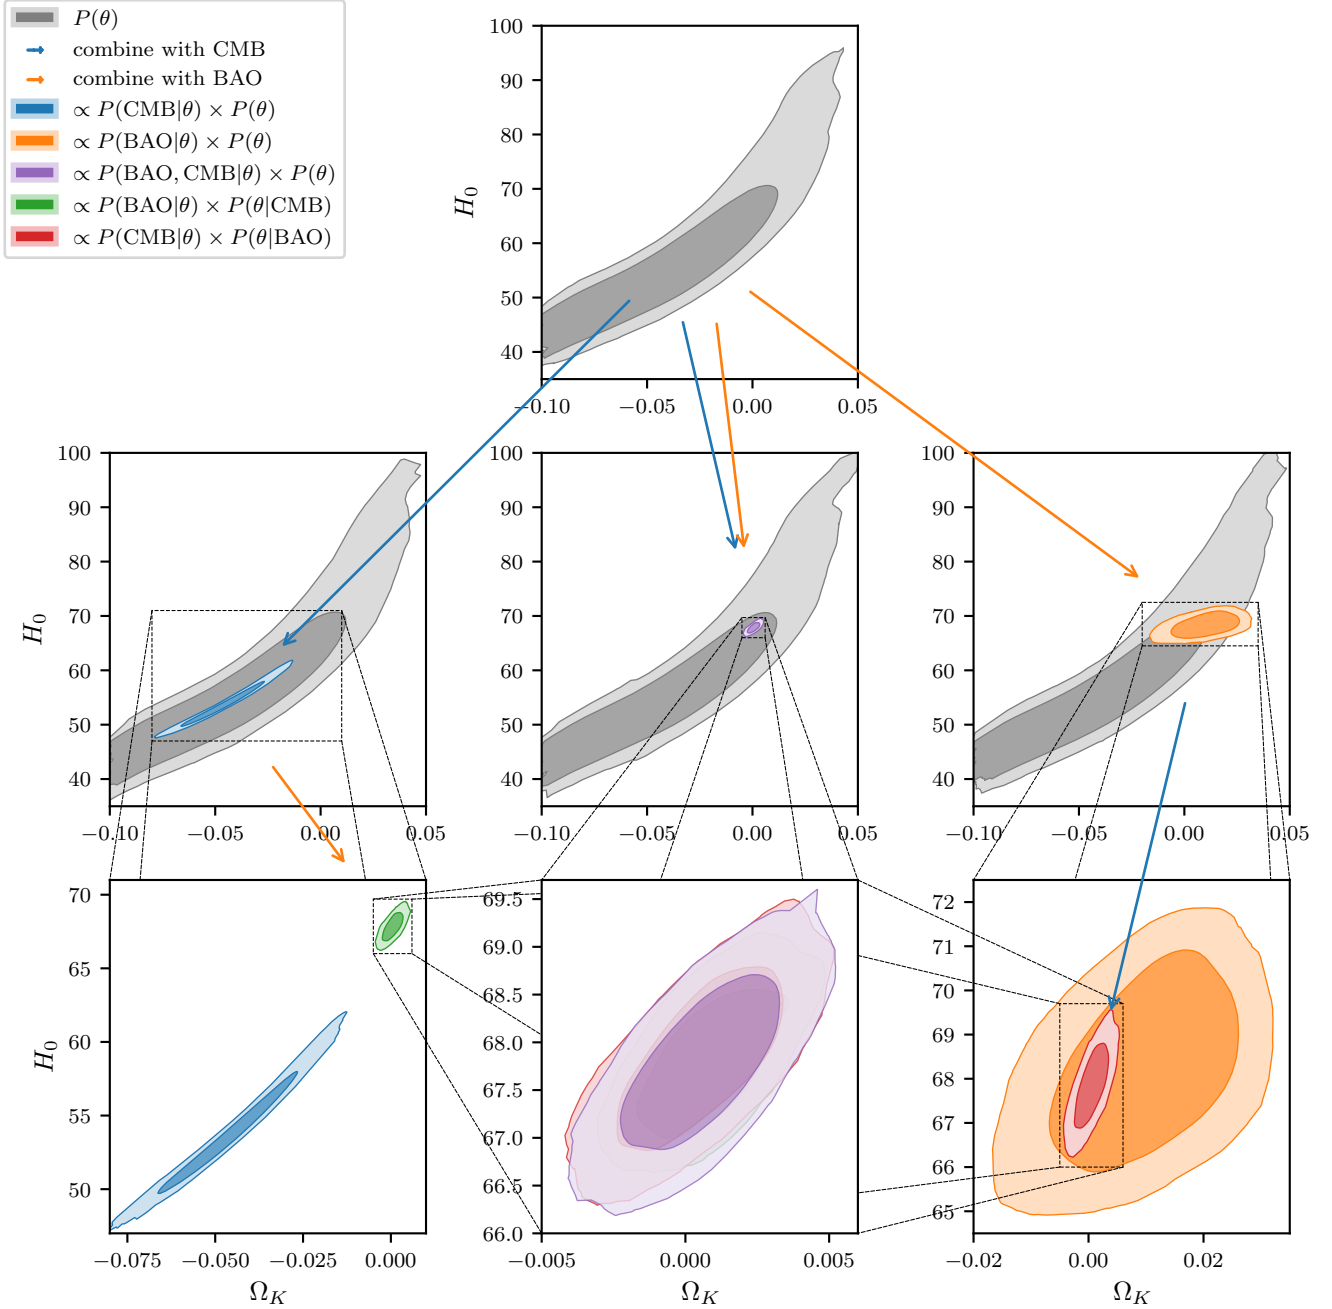 P(θ)
combine with CMB
combine with BAO
∝ P(CMB|θ) × P(θ)
∝ P(BAO|θ) × P(θ)
∝ P(BAO, CMB|θ) × P(θ)
∝ P(BAO|θ) × P(θ|CMB)
∝ P(CMB|θ) × P(θ|BAO)
100
90
80
70
60
50
40
H₀
−0.10 −0.05 0.00 0.05
100
90
80
70
60
50
40
H₀
−0.10 −0.05 0.00 0.05
100
90
80
70
60
50
40
−0.10 −0.05 0.00 0.05
100
90
80
70
60
50
40
−0.10 −0.05 0.00 0.05
70
65
60
55
50
H₀
−0.075 −0.050 −0.025 0.000
Ω_K
69.5
69.0
68.5
68.0
67.5
67.0
66.5
66.0
−0.005 0.000 0.005
Ω_K
72
71
70
69
68
67
66
65
−0.02 0.00 0.02
Ω_K